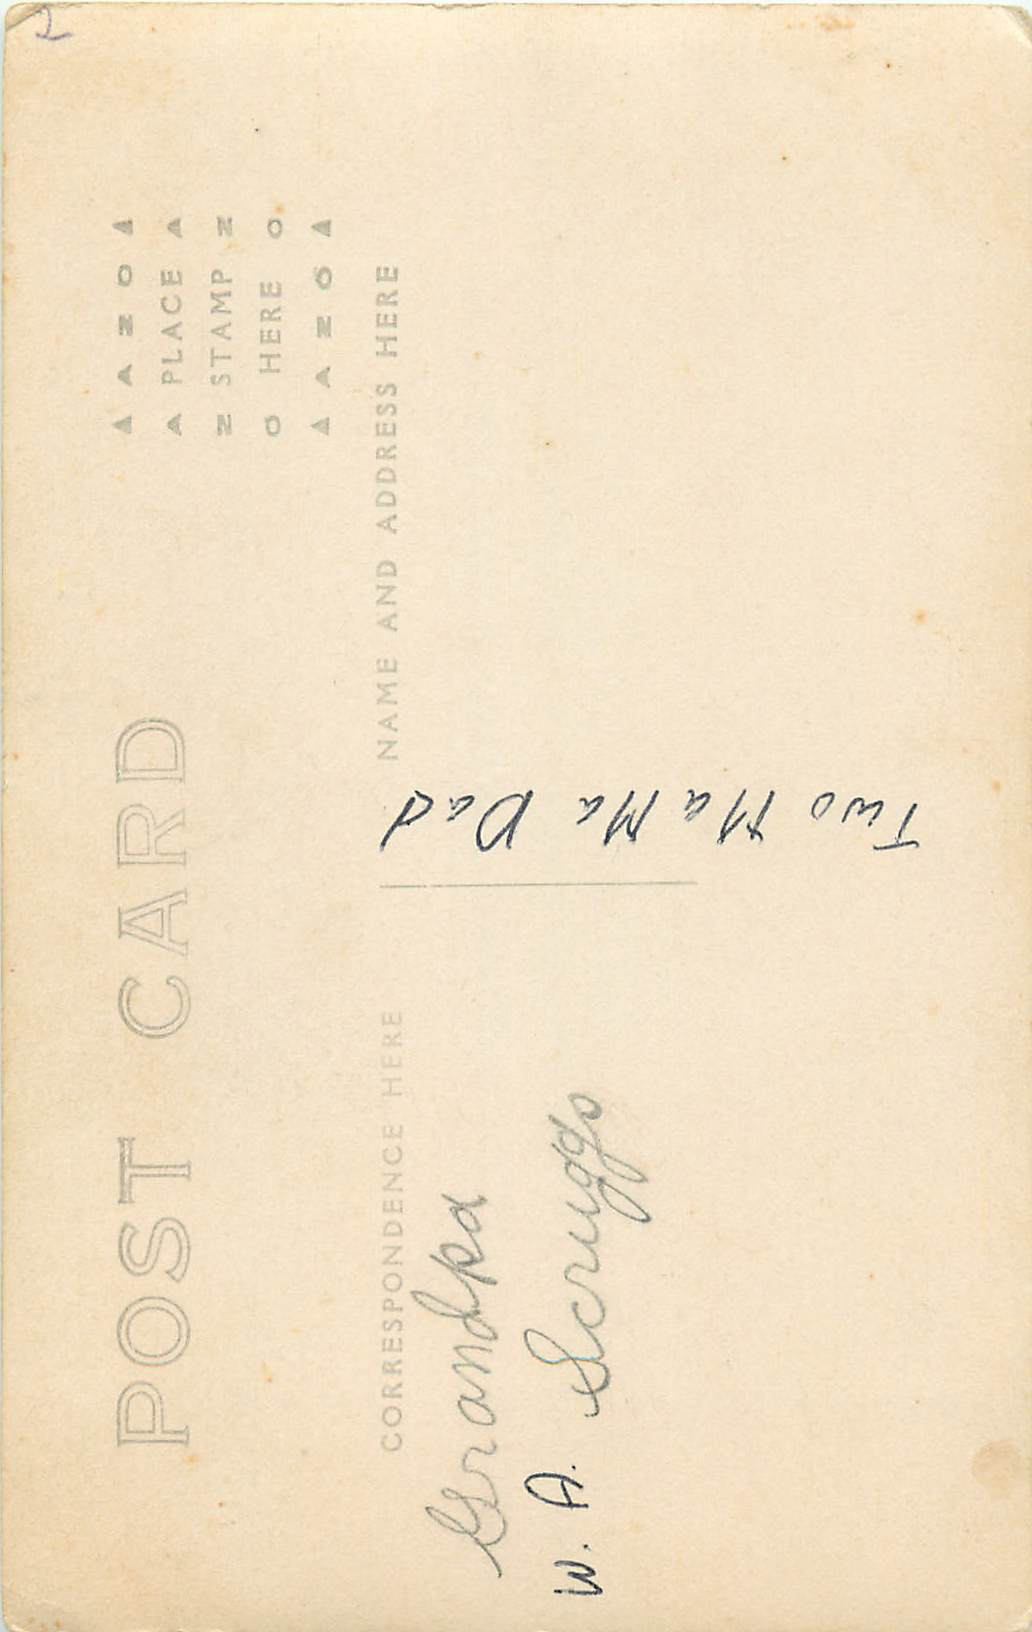 POST CARD
▲ A Z O ▲
A PLACE A
Z STAMP Z
O HERE O
▲ A Z O ▲
CORRESPONDENCE HERE
NAME AND ADDRESS HERE
Grandpa
W. A. Scruggs
Two Ma Ma Dad
2